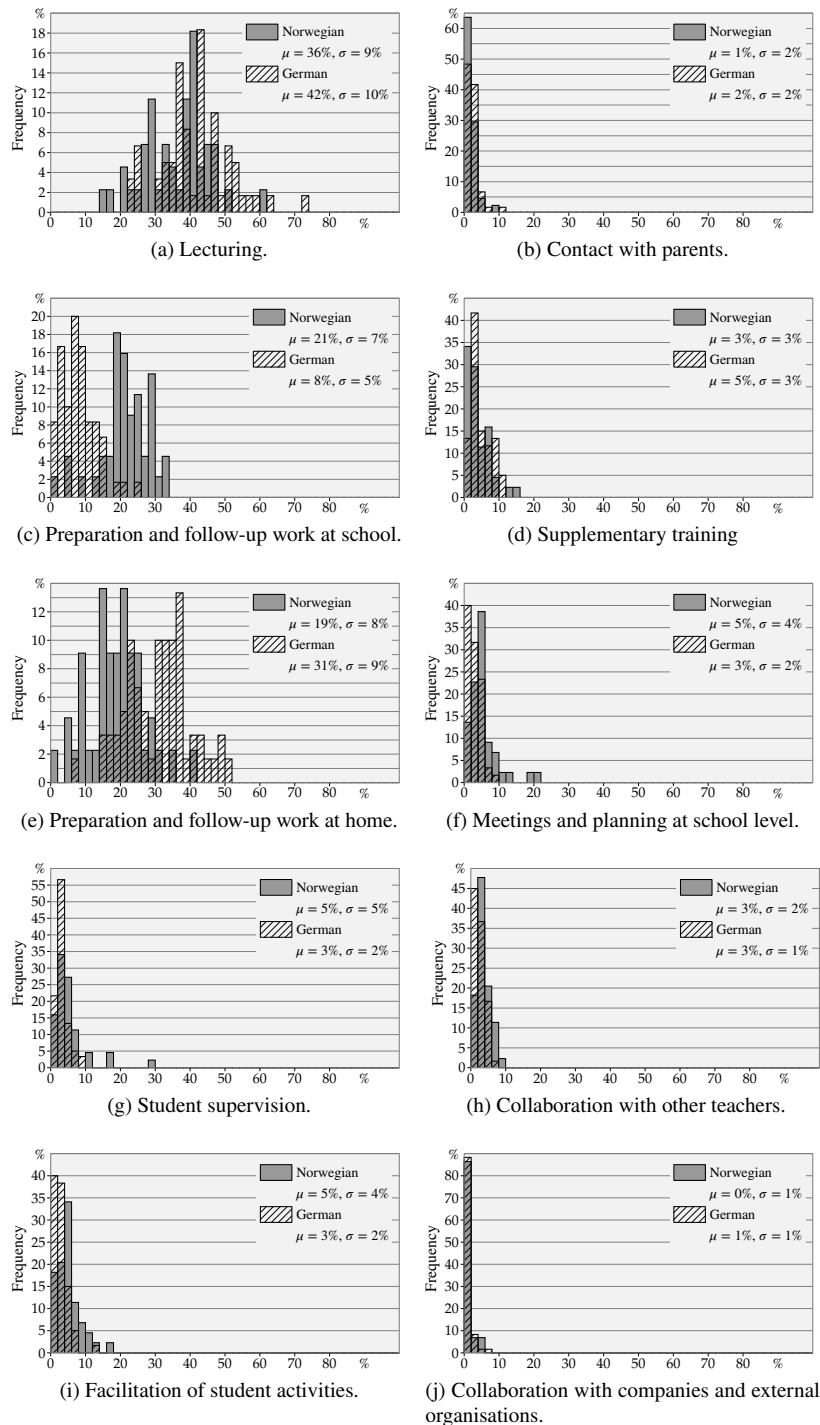 %
18
16
14
12
10
8
6
4
2
0
Frequency
Norwegian
μ = 36%, σ = 9%
German
μ = 42%, σ = 10%
0 10 20 30 40 50 60 70 80 %
(a) Lecturing.
%
60
50
40
30
20
10
0
Frequency
Norwegian
μ = 1%, σ = 2%
German
μ = 2%, σ = 2%
0 10 20 30 40 50 60 70 80 %
(b) Contact with parents.
%
20
18
16
14
12
10
8
6
4
2
0
Frequency
Norwegian
μ = 21%, σ = 7%
German
μ = 8%, σ = 5%
0 10 20 30 40 50 60 70 80 %
(c) Preparation and follow-up work at school.
%
40
35
30
25
20
15
10
5
0
Frequency
Norwegian
μ = 3%, σ = 3%
German
μ = 5%, σ = 3%
0 10 20 30 40 50 60 70 80 %
(d) Supplementary training
%
12
10
8
6
4
2
0
Frequency
Norwegian
μ = 19%, σ = 8%
German
μ = 31%, σ = 9%
0 10 20 30 40 50 60 70 80 %
(e) Preparation and follow-up work at home.
%
40
35
30
25
20
15
10
5
0
Frequency
Norwegian
μ = 5%, σ = 4%
German
μ = 3%, σ = 2%
0 10 20 30 40 50 60 70 80 %
(f) Meetings and planning at school level.
%
55
50
45
40
35
30
25
20
15
10
5
0
Frequency
Norwegian
μ = 5%, σ = 5%
German
μ = 3%, σ = 2%
0 10 20 30 40 50 60 70 80 %
(g) Student supervision.
%
45
40
35
30
25
20
15
10
5
0
Frequency
Norwegian
μ = 3%, σ = 2%
German
μ = 3%, σ = 1%
0 10 20 30 40 50 60 70 80 %
(h) Collaboration with other teachers.
%
40
35
30
25
20
15
10
5
0
Frequency
Norwegian
μ = 5%, σ = 4%
German
μ = 3%, σ = 2%
0 10 20 30 40 50 60 70 80 %
(i) Facilitation of student activities.
%
80
70
60
50
40
30
20
10
0
Frequency
Norwegian
μ = 0%, σ = 1%
German
μ = 1%, σ = 1%
0 10 20 30 40 50 60 70 80 %
(j) Collaboration with companies and external
organisations.